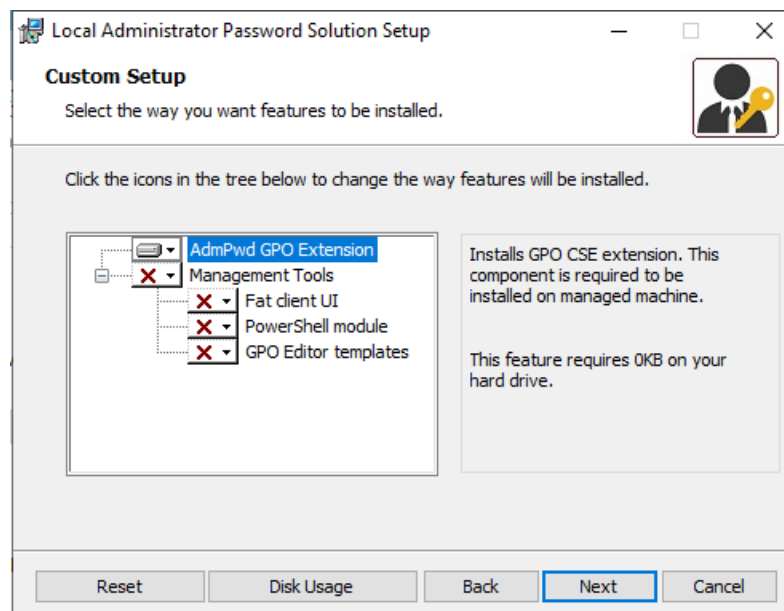 Local Administrator Password Solution Setup
Custom Setup
Select the way you want features to be installed.
Click the icons in the tree below to change the way features will be installed.
AdmPwd GPO Extension
Management Tools
Fat client UI
PowerShell module
GPO Editor templates
Installs GPO CSE extension. This
component is required to be
installed on managed machine.
This feature requires 0KB on your
hard drive.
Reset
Disk Usage
Back
Next
Cancel